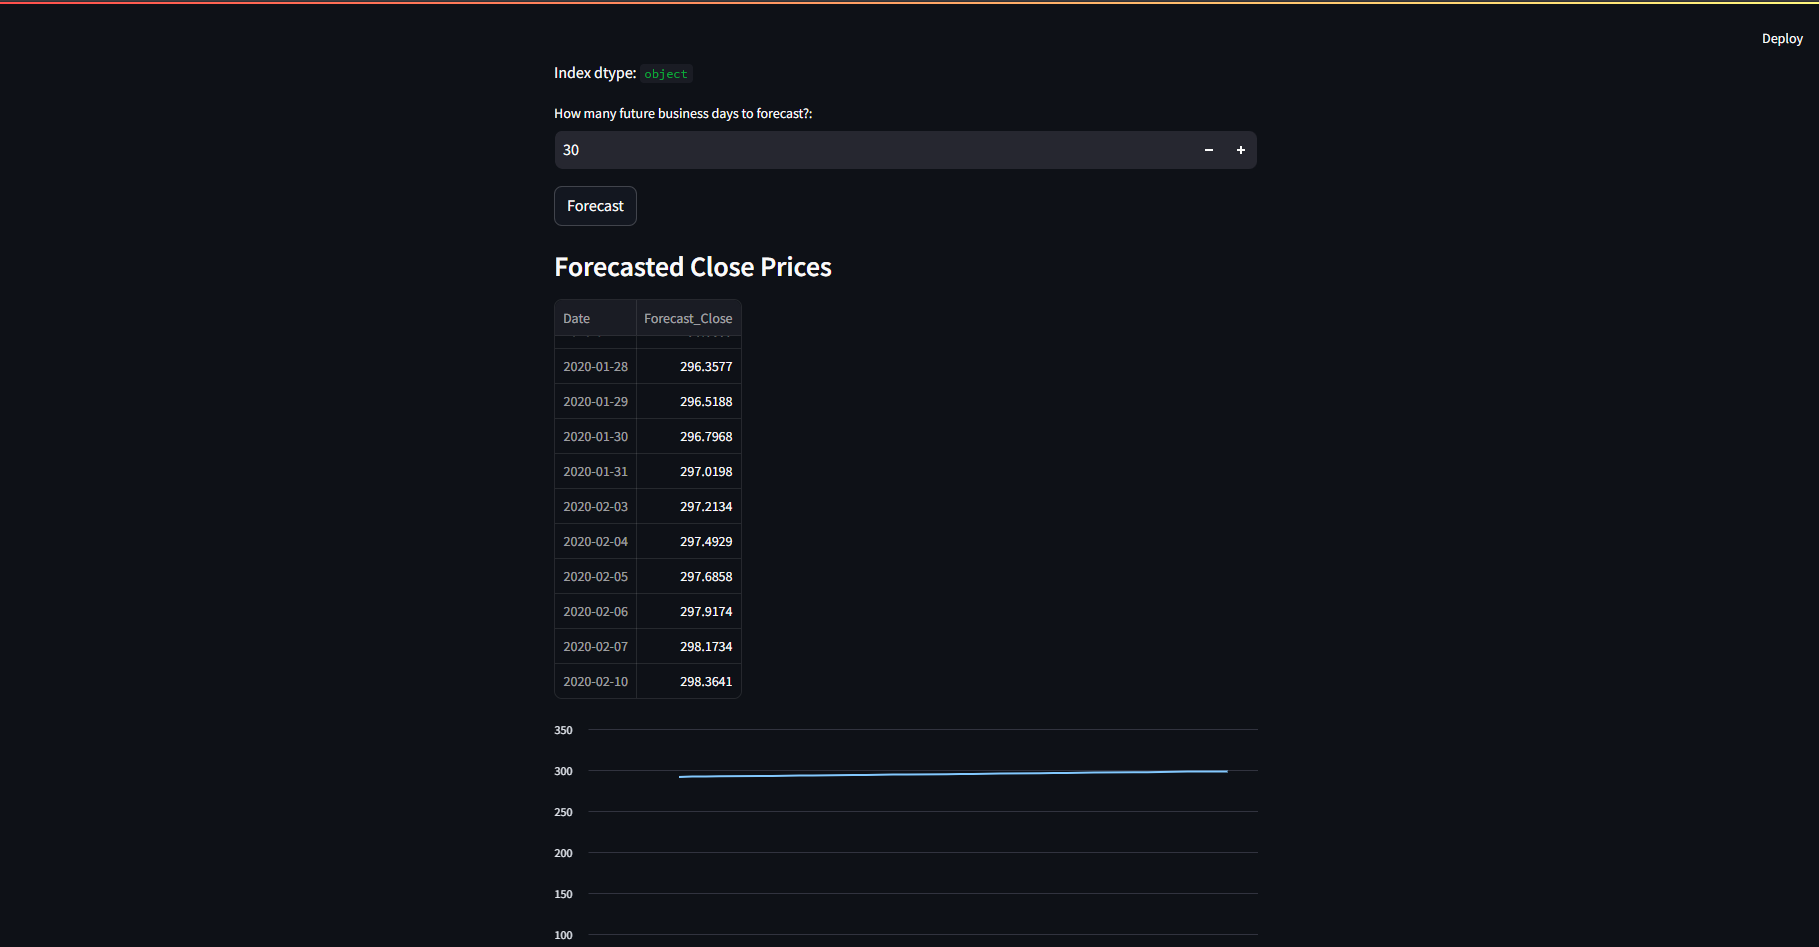 Deploy
Index dtype: object
How many future business days to forecast?:
30 − +
Forecast
Forecasted Close Prices
Date Forecast_Close
2020-01-28 296.3577
2020-01-29 296.5188
2020-01-30 296.7968
2020-01-31 297.0198
2020-02-03 297.2134
2020-02-04 297.4929
2020-02-05 297.6858
2020-02-06 297.9174
2020-02-07 298.1734
2020-02-10 298.3641
350
300
250
200
150
100